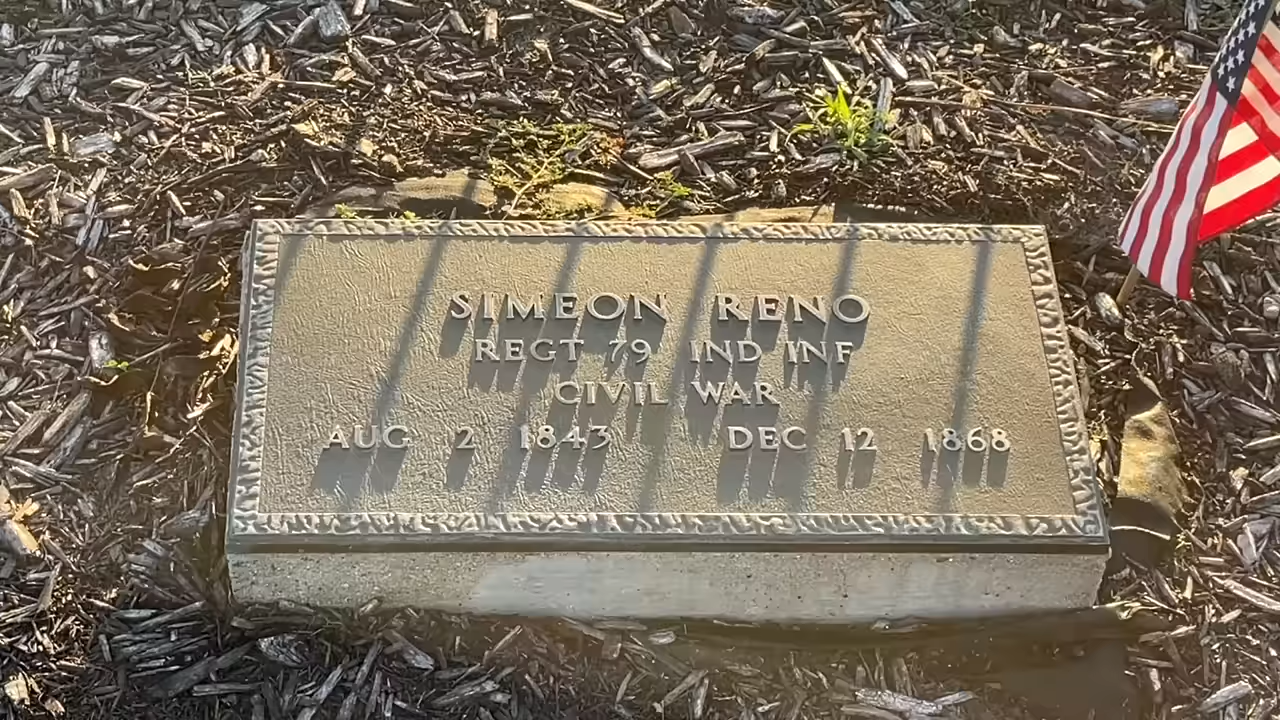 SIMEON RENO
REGT 79 IND INF
CIVIL WAR
AUG 2 1843 DEC 12 1868